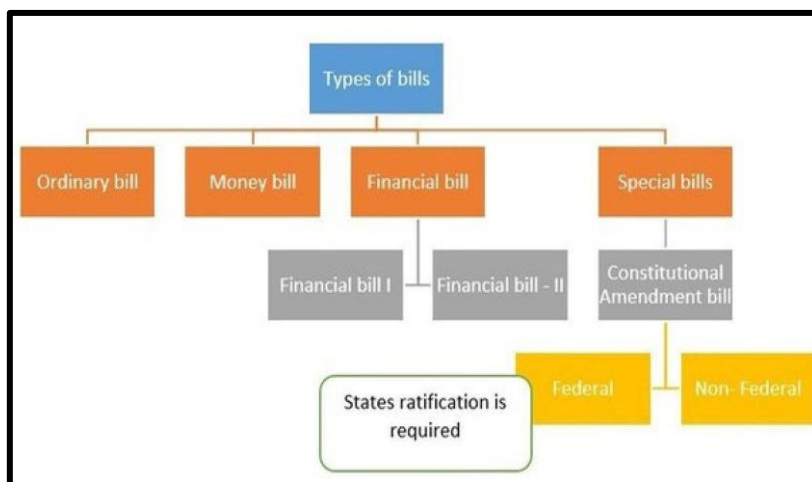 Types of bills
Ordinary bill
Money bill
Financial bill
Special bills
Financial bill I
Financial bill - II
Constitutional
Amendment bill
Federal
Non- Federal
States ratification is
required